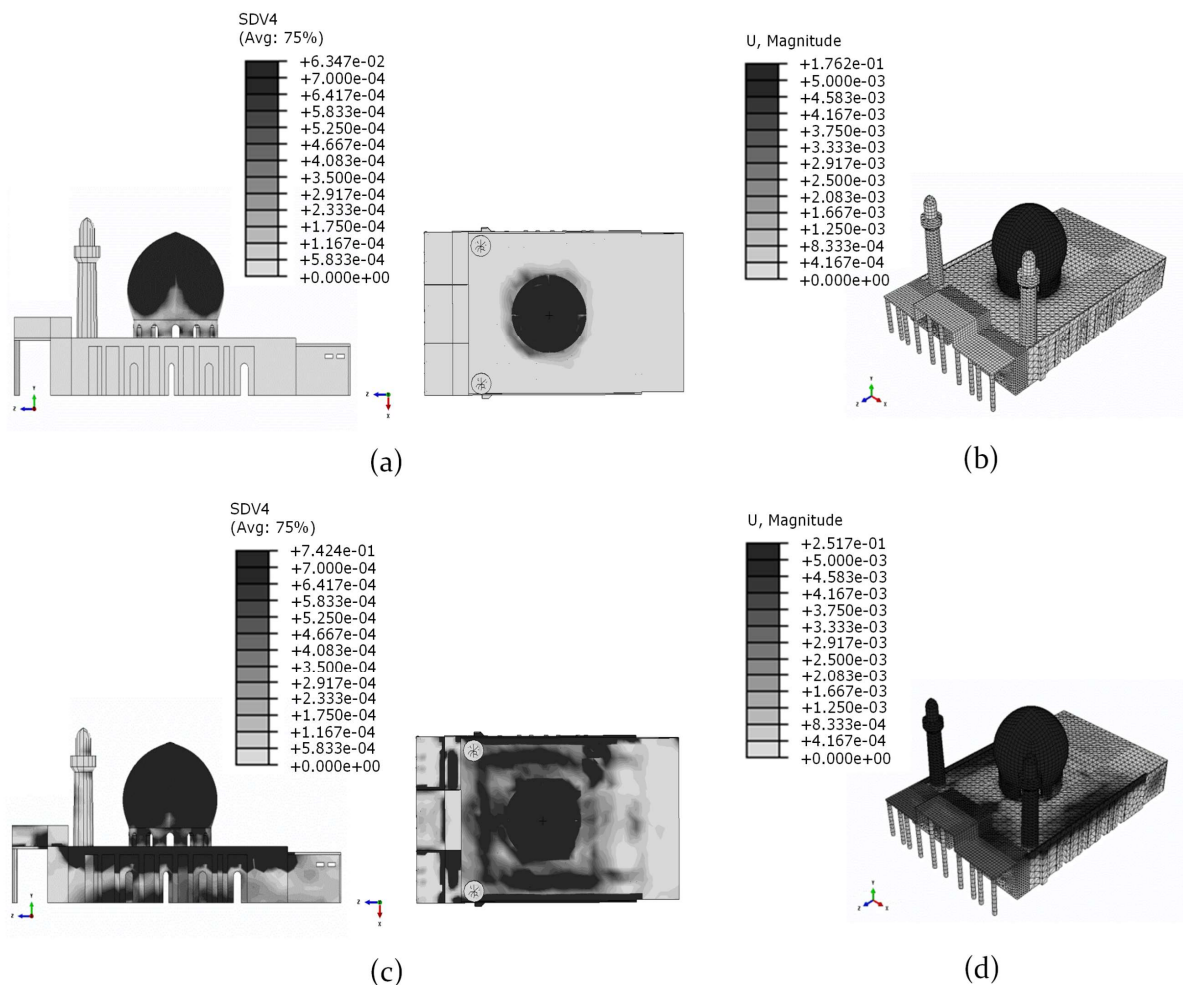 SDV4
(Avg: 75%)
+6.347e-02
+7.000e-04
+6.417e-04
+5.833e-04
+5.250e-04
+4.667e-04
+4.083e-04
+3.500e-04
+2.917e-04
+2.333e-04
+1.750e-04
+1.167e-04
+5.833e-04
+0.000e+00
Y
Z
Z
X
(a)
U, Magnitude
+1.762e-01
+5.000e-03
+4.583e-03
+4.167e-03
+3.750e-03
+3.333e-03
+2.917e-03
+2.500e-03
+2.083e-03
+1.667e-03
+1.250e-03
+8.333e-04
+4.167e-04
+0.000e+00
Y
Z
X
(b)
SDV4
(Avg: 75%)
+7.424e-01
+7.000e-04
+6.417e-04
+5.833e-04
+5.250e-04
+4.667e-04
+4.083e-04
+3.500e-04
+2.917e-04
+2.333e-04
+1.750e-04
+1.167e-04
+5.833e-04
+0.000e+00
Y
Z
Z
X
(c)
U, Magnitude
+2.517e-01
+5.000e-03
+4.583e-03
+4.167e-03
+3.750e-03
+3.333e-03
+2.917e-03
+2.500e-03
+2.083e-03
+1.667e-03
+1.250e-03
+8.333e-04
+4.167e-04
+0.000e+00
Y
Z
X
(d)